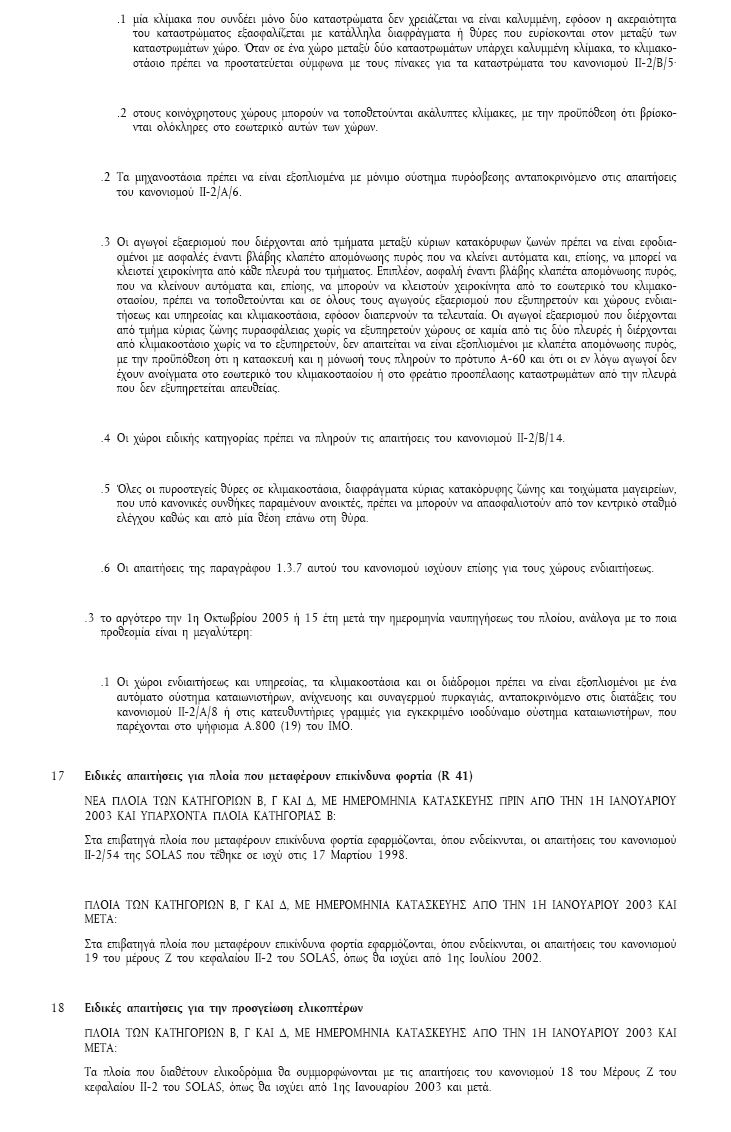 .1 μία κλίμακα που συνδέει μόνο δύο καταστρώματα δεν χρειάζεται να είναι καλυμμένη, εφόσον η ακεραιότητα
του καταστρώματος εξασφαλίζεται με κατάλληλα διαφράγματα ή θύρες που ευρίσκονται στον μεταξύ των
καταστρωμάτων χώρο. Όταν σε ένα χώρο μεταξύ δύο καταστρωμάτων υπάρχει καλυμμένη κλίμακα, το κλιμακο-
στάσιο πρέπει να προστατεύεται σύμφωνα με τους πίνακες για τα καταστρώματα του κανονισμού II-2/B/5·
.2 στους κοινόχρηστους χώρους μπορούν να τοποθετούνται ακάλυπτες κλίμακες, με την προϋπόθεση ότι βρίσκο-
νται ολόκληρες στο εσωτερικό αυτών των χώρων.
.2 Τα μηχανοστάσια πρέπει να είναι εξοπλισμένα με μόνιμο σύστημα πυρόσβεσης ανταποκρινόμενο στις απαιτήσεις
του κανονισμού II-2/A/6.
.3 Οι αγωγοί εξαερισμού που διέρχονται από τμήματα μεταξύ κύριων κατακόρυφων ζωνών πρέπει να είναι εφοδια-
σμένοι με ασφαλές έναντι βλάβης κλαπέτο απομόνωσης πυρός που να κλείνει αυτόματα και, επίσης, να μπορεί να
κλειστεί χειροκίνητα από κάθε πλευρά του τμήματος. Επιπλέον, ασφαλή έναντι βλάβης κλαπέτα απομόνωσης πυρός,
που να κλείνουν αυτόματα και, επίσης, να μπορούν να κλειστούν χειροκίνητα από το εσωτερικό του κλιμακο-
στασίου, πρέπει να τοποθετούνται και σε όλους τους αγωγούς εξαερισμού που εξυπηρετούν και χώρους ενδιαι-
τήσεως και υπηρεσίας και κλιμακοστάσια, εφόσον διαπερνούν τα τελευταία. Οι αγωγοί εξαερισμού που διέρχονται
από τμήμα κύριας ζώνης πυρασφάλειας χωρίς να εξυπηρετούν χώρους σε καμία από τις δύο πλευρές ή διέρχονται
από κλιμακοστάσιο χωρίς να το εξυπηρετούν, δεν απαιτείται να είναι εξοπλισμένοι με κλαπέτα απομόνωσης πυρός,
με την προϋπόθεση ότι η κατασκευή και η μόνωσή τους πληρούν το πρότυπο A-60 και ότι οι εν λόγω αγωγοί δεν
έχουν ανοίγματα στο εσωτερικό του κλιμακοστασίου ή στο φρεάτιο προσπέλασης καταστρωμάτων από την πλευρά
που δεν εξυπηρετείται απευθείας.
.4 Οι χώροι ειδικής κατηγορίας πρέπει να πληρούν τις απαιτήσεις του κανονισμού II-2/B/14.
.5 Όλες οι πυροστεγείς θύρες σε κλιμακοστάσια, διαφράγματα κύριας κατακόρυφης ζώνης και τοιχώματα μαγειρείων,
που υπό κανονικές συνθήκες παραμένουν ανοικτές, πρέπει να μπορούν να απασφαλιστούν από τον κεντρικό σταθμό
ελέγχου καθώς και από μία θέση επάνω στη θύρα.
.6 Οι απαιτήσεις της παραγράφου 1.3.7 αυτού του κανονισμού ισχύουν επίσης για τους χώρους ενδιαιτήσεως.
.3 το αργότερο την 1η Οκτωβρίου 2005 ή 15 έτη μετά την ημερομηνία ναυπηγήσεως του πλοίου, ανάλογα με το ποια
προθεσμία είναι η μεγαλύτερη:
.1 Οι χώροι ενδιαιτήσεως και υπηρεσίας, τα κλιμακοστάσια και οι διάδρομοι πρέπει να είναι εξοπλισμένοι με ένα
αυτόματο σύστημα καταιωνιστήρων, ανίχνευσης και συναγερμού πυρκαγιάς, ανταποκρινόμενο στις διατάξεις του
κανονισμού II-2/A/8 ή στις κατευθυντήριες γραμμές για εγκεκριμένο ισοδύναμο σύστημα καταιωνιστήρων, που
παρέχονται στο ψήφισμα A.800 (19) του IMO.
17 Ειδικές απαιτήσεις για πλοία που μεταφέρουν επικίνδυνα φορτία (R 41)
ΝΕΑ ΠΛΟΙΑ ΤΩΝ ΚΑΤΗΓΟΡΙΩΝ Β, Γ ΚΑΙ Δ, ΜΕ ΗΜΕΡΟΜΗΝΙΑ ΚΑΤΑΣΚΕΥΗΣ ΠΡΙΝ ΑΠΟ ΤΗΝ 1Η ΙΑΝΟΥΑΡΙΟΥ
2003 ΚΑΙ ΥΠΑΡΧΟΝΤΑ ΠΛΟΙΑ ΚΑΤΗΓΟΡΙΑΣ Β:
Στα επιβατηγά πλοία που μεταφέρουν επικίνδυνα φορτία εφαρμόζονται, όπου ενδείκνυται, οι απαιτήσεις του κανονισμού
II-2/54 της SOLAS που τέθηκε σε ισχύ στις 17 Μαρτίου 1998.
ΠΛΟΙΑ ΤΩΝ ΚΑΤΗΓΟΡΙΩΝ Β, Γ ΚΑΙ Δ, ΜΕ ΗΜΕΡΟΜΗΝΙΑ ΚΑΤΑΣΚΕΥΗΣ ΑΠΟ ΤΗΝ 1Η ΙΑΝΟΥΑΡΙΟΥ 2003 ΚΑΙ
ΜΕΤΑ:
Στα επιβατηγά πλοία που μεταφέρουν επικίνδυνα φορτία εφαρμόζονται, όπου ενδείκνυται, οι απαιτήσεις του κανονισμού
19 του μέρους Ζ του κεφαλαίου II-2 του SOLAS, όπως θα ισχύει από 1ης Ιουλίου 2002.
18 Ειδικές απαιτήσεις για την προσγείωση ελικοπτέρων
ΠΛΟΙΑ ΤΩΝ ΚΑΤΗΓΟΡΙΩΝ Β, Γ ΚΑΙ Δ, ΜΕ ΗΜΕΡΟΜΗΝΙΑ ΚΑΤΑΣΚΕΥΗΣ ΑΠΟ ΤΗΝ 1Η ΙΑΝΟΥΑΡΙΟΥ 2003 ΚΑΙ
ΜΕΤΑ:
Τα πλοία που διαθέτουν ελικοδρόμια θα συμμορφώνονται με τις απαιτήσεις του κανονισμού 18 του Μέρους Ζ του
κεφαλαίου II-2 του SOLAS, όπως θα ισχύει από 1ης Ιανουαρίου 2003 και μετά.